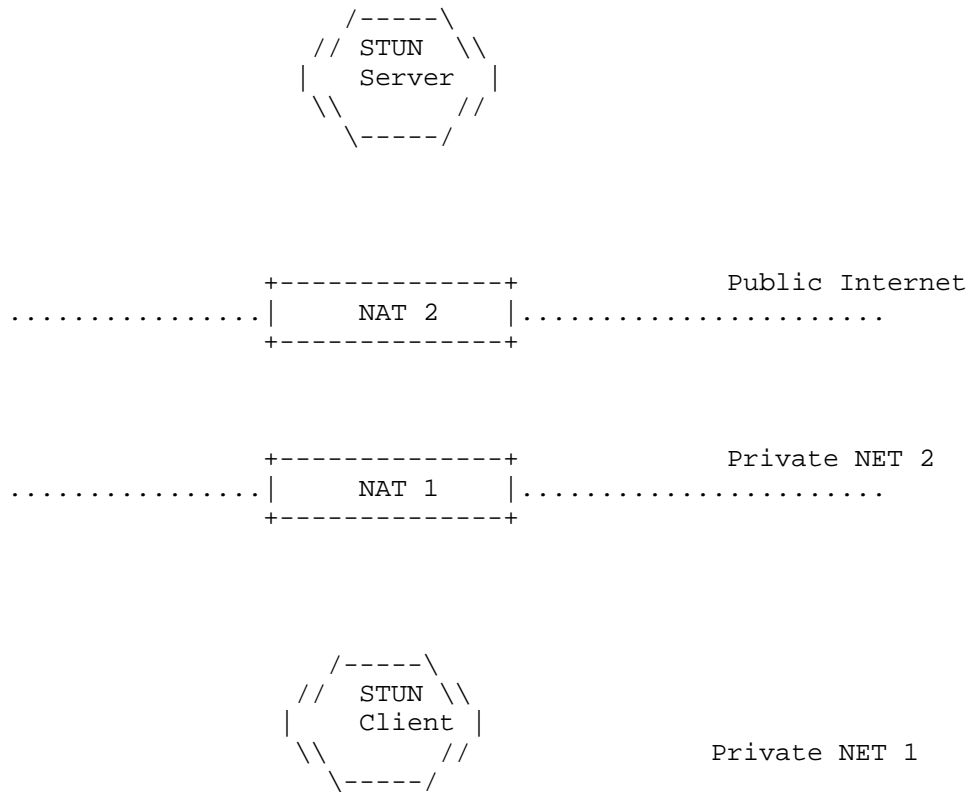 /-----\
// STUN \\
| Server |
\\ //
\-----/
+--------------+ Public Internet
................| NAT 2 |.......................
+--------------+
+--------------+ Private NET 2
................| NAT 1 |.......................
+--------------+
/-----\
// STUN \\
| Client |
\\ // Private NET 1
\-----/